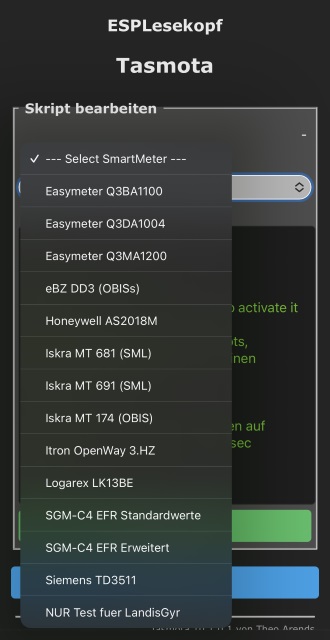 ESPLesekopf
Tasmota
Skript bearbeiten
-
✓ --- Select SmartMeter ---
Easymeter Q3BA1100
Easymeter Q3DA1004
Easymeter Q3MA1200
eBZ DD3 (OBISs)
Honeywell AS2018M
activate it
Iskra MT 681 (SML)
Iskra MT 691 (SML)
Iskra MT 174 (OBIS)
en auf
Itron OpenWay 3.HZ
sec
Logarex LK13BE
SGM-C4 EFR Standardwerte
SGM-C4 EFR Erweitert
Siemens TD3511
NUR Test fuer LandisGyr
von Theo Arends